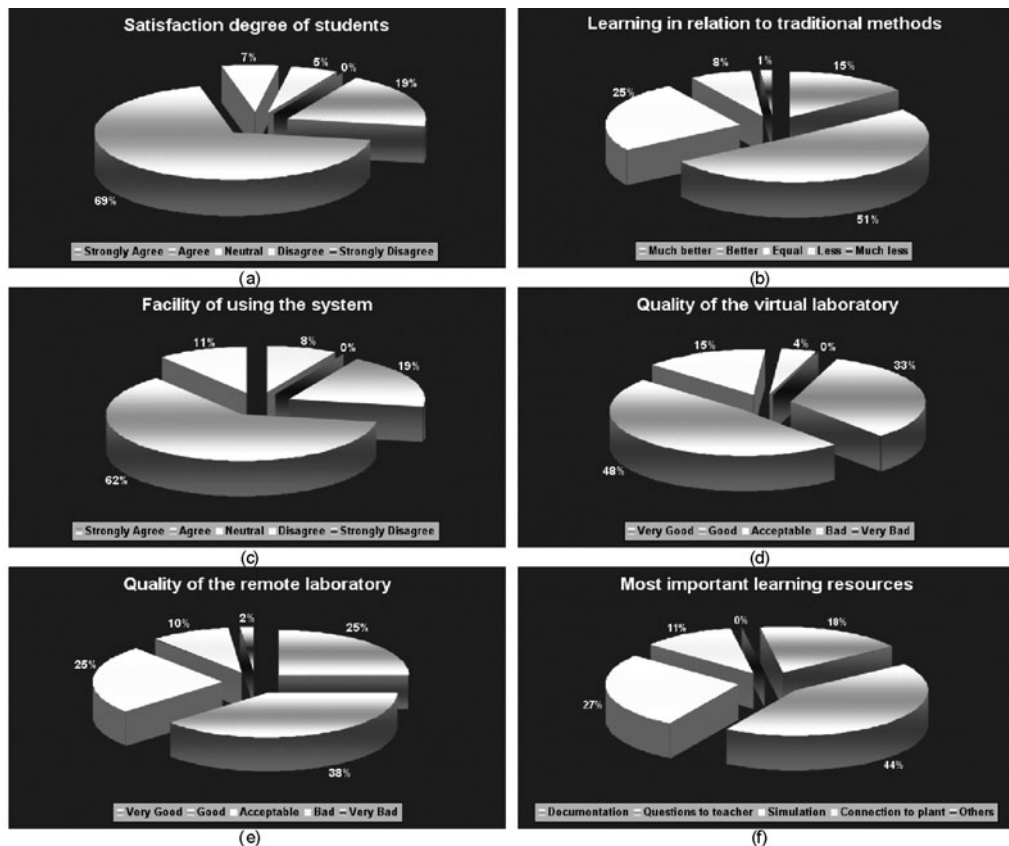 Satisfaction degree of students
7%
5%
0%
19%
69%
Strongly Agree Agree Neutral Disagree Strongly Disagree
(a)
Learning in relation to traditional methods
8%
1%
15%
25%
51%
Much better Better Equal Less Much less
(b)
Facility of using the system
11%
8%
0%
19%
62%
Strongly Agree Agree Neutral Disagree Strongly Disagree
(c)
Quality of the virtual laboratory
15%
4%
0%
33%
48%
Very Good Good Acceptable Bad Very Bad
(d)
Quality of the remote laboratory
10%
2%
25%
25%
38%
Very Good Good Acceptable Bad Very Bad
(e)
Most important learning resources
11%
0%
18%
27%
44%
Documentation Questions to teacher Simulation Connection to plant Others
(f)